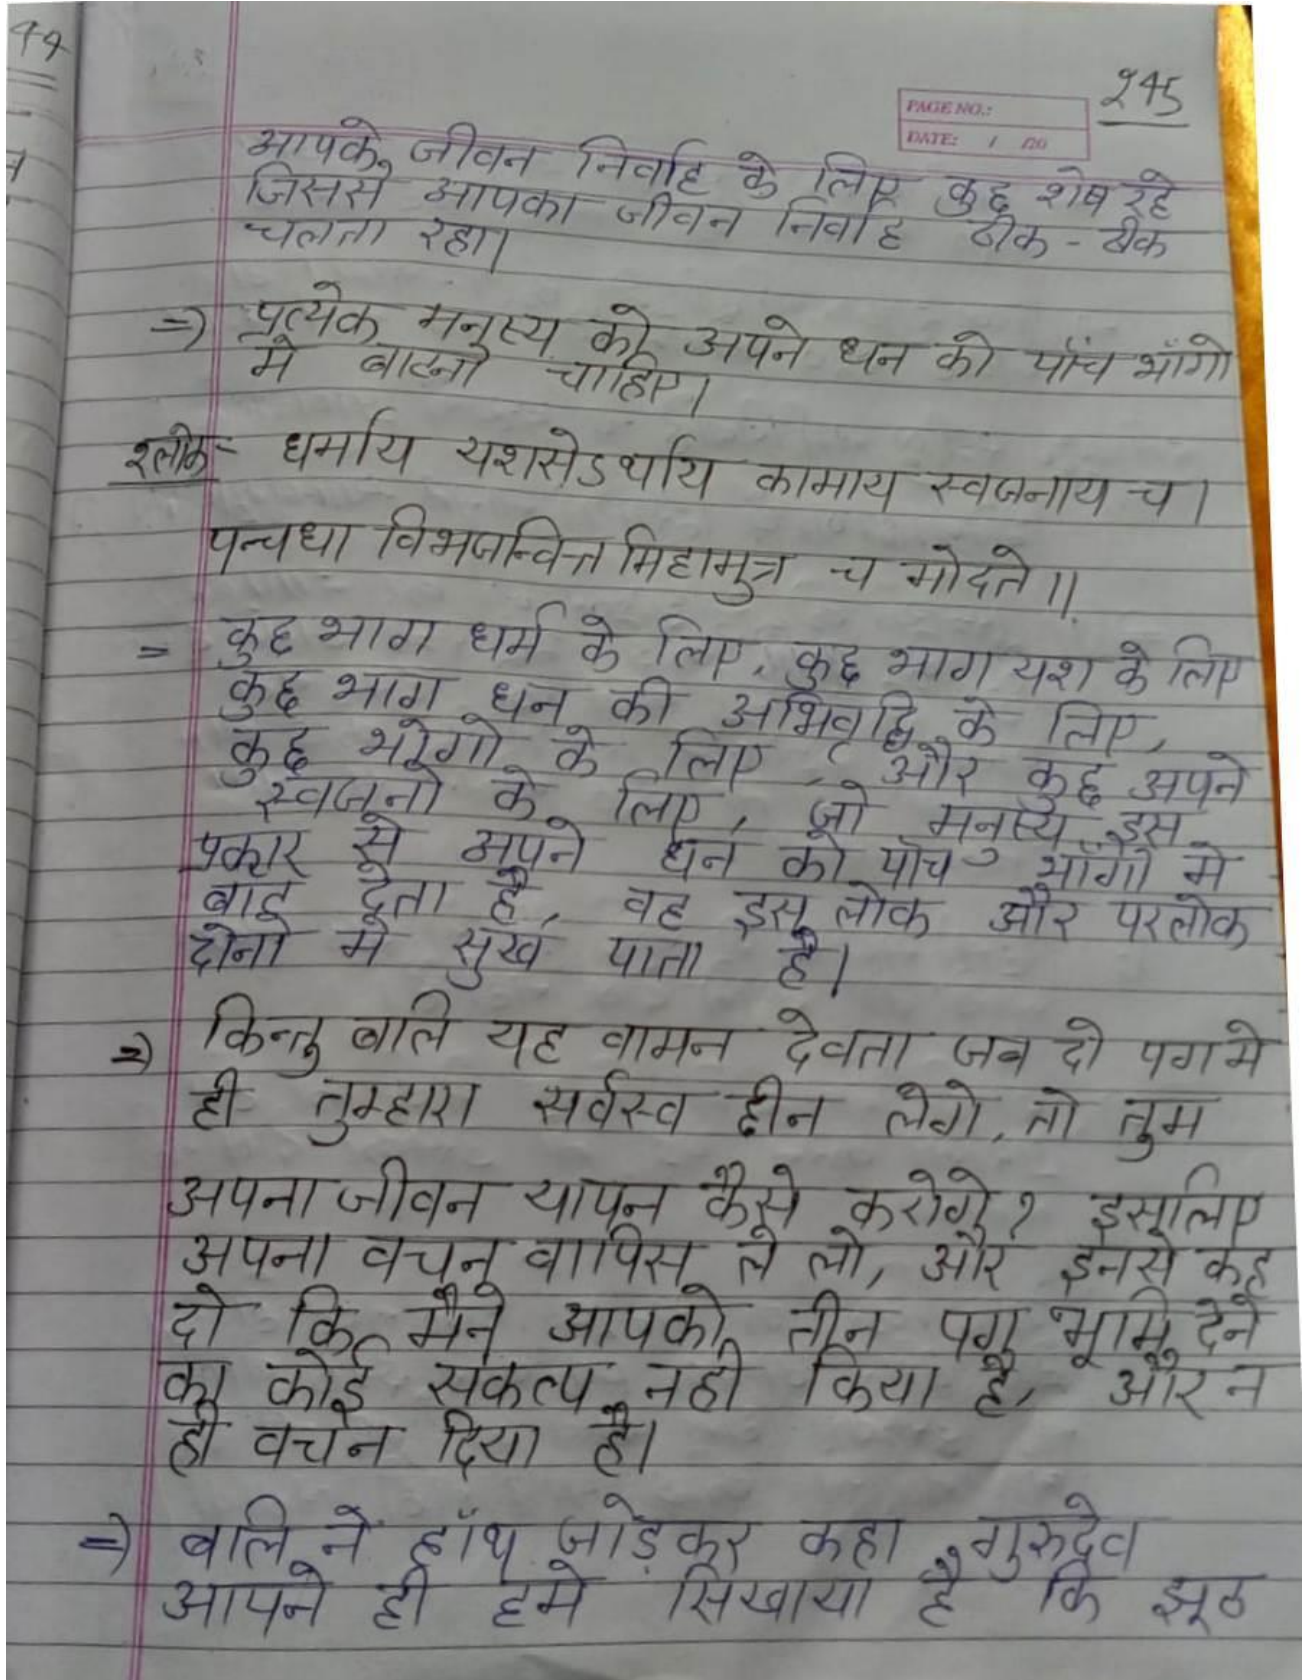 44
245
PAGE NO.:
DATE: / /20
आपके जीवन निर्वाह के लिए कुछ शेष रहे
जिससे आपका जीवन निर्वाह ठीक - ठीक
चलता रहा।
=) प्रत्येक मनुष्य को अपने धन को पॉंच भॉंगो
मे बाटना चाहिए।
श्लोक- धर्माय यशसेऽर्थाय कामाय स्वजनाय च।
पन्चधा विभजन्वित्त मिहामुत्र च मोदते।।
= कुछ भाग धर्म के लिए, कुछ भाग यश के लिए
कुछ भाग धन की अभिवृद्धि के लिए,
कुछ भोगो के लिए, और कुछ अपने
स्वजनो के लिए, जो मनुष्य इस
प्रकार से अपने धन को पॉंच भॉंगो मे
बाट देता है, वह इस लोक और परलोक
दोनो मे सुख पाता है।
=) किन्तु बलि यह वामन देवता जब दो पग मे
ही तुम्हारा सर्वस्व छीन लेगे, तो तुम
अपना जीवन यापन कैसे करोगे? इसलिए
अपना वचन वापिस ले लो, और इनसे कह
दो कि मैने आपको तीन पग भूमि देने
का कोई संकल्प नही किया है, और न
ही वचन दिया है।
=) बलि ने हॉथ जोड़कर कहा गुरुदेव
आपने ही हमे सिखाया है कि झूठ